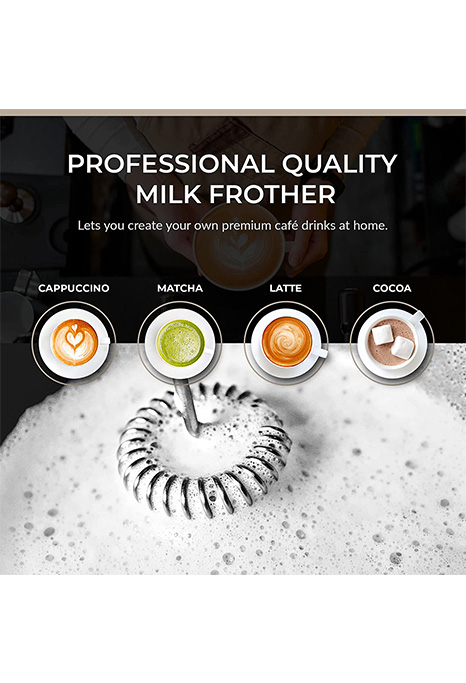 PROFESSIONAL QUALITY
MILK FROTHER
Lets you create your own premium café drinks at home.
CAPPUCCINO MATCHA LATTE COCOA